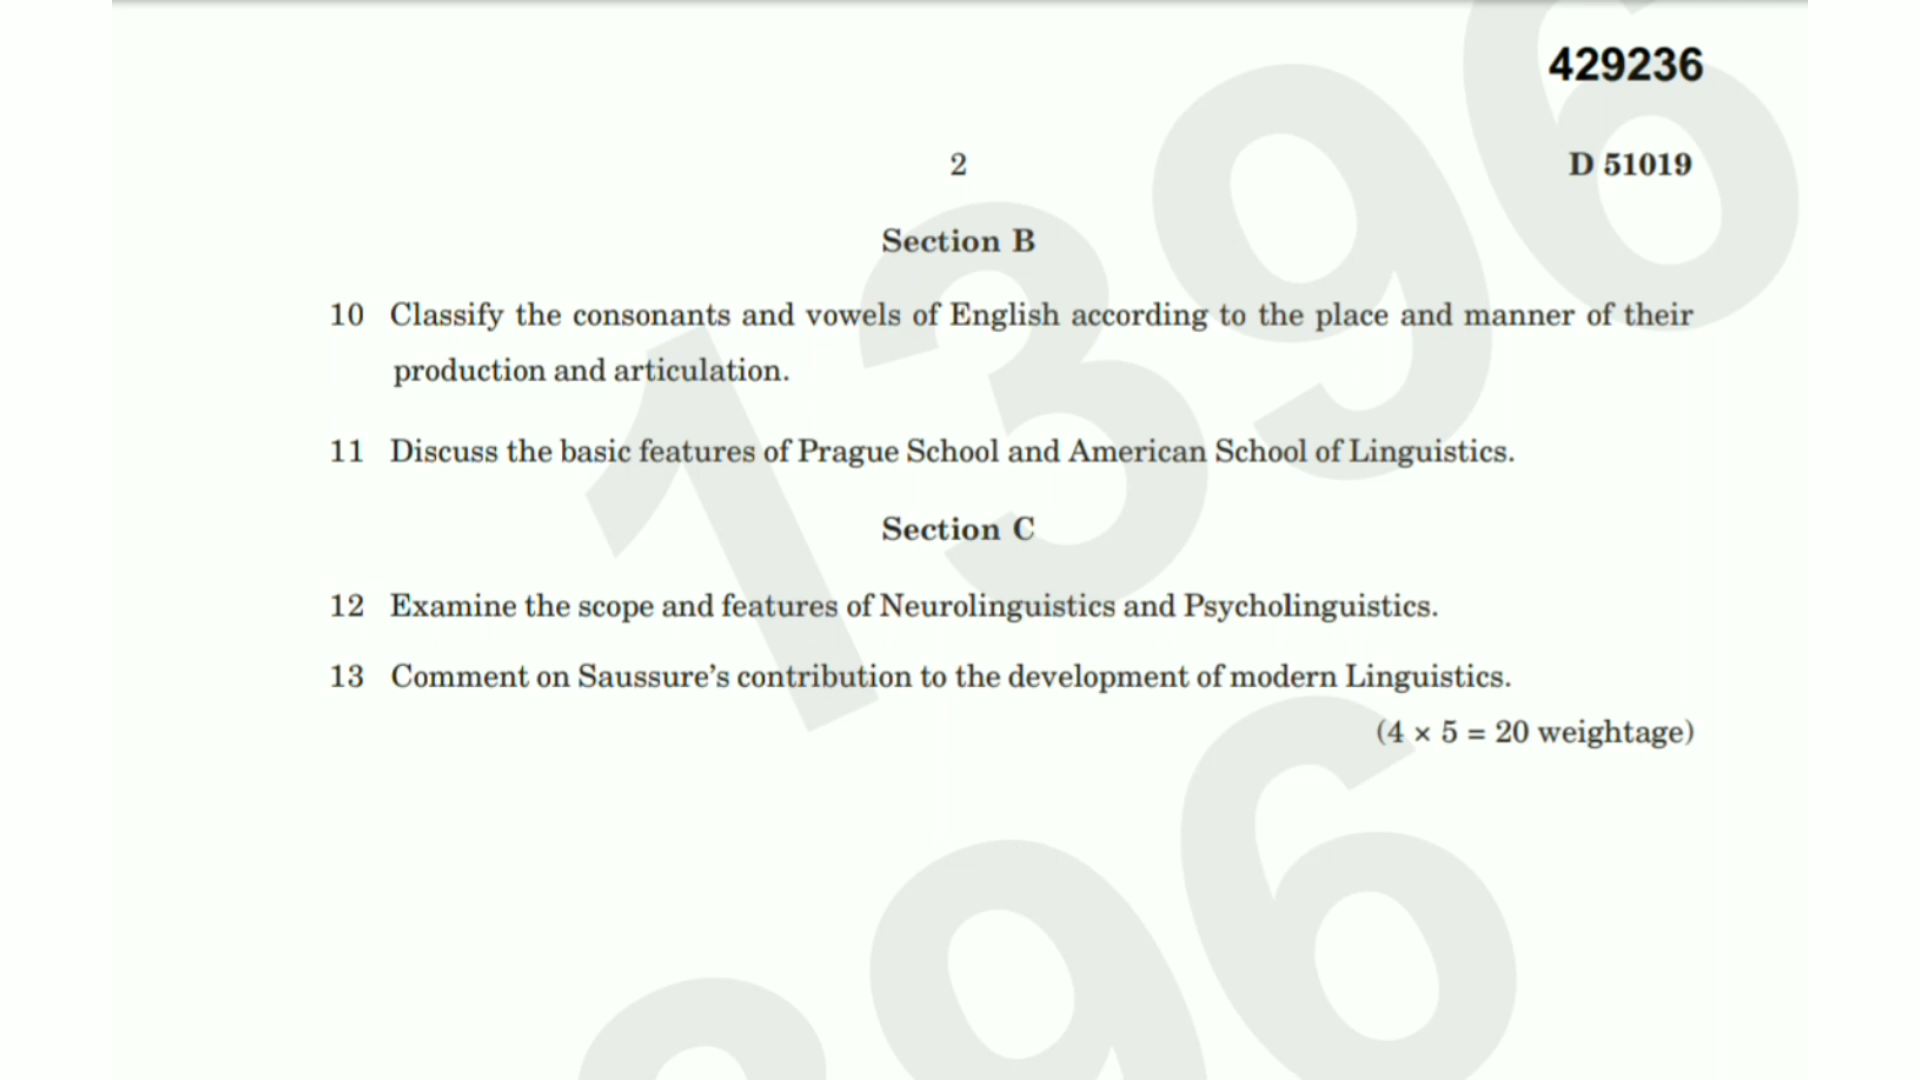 429236
2 D 51019
Section B
10 Classify the consonants and vowels of English according to the place and manner of their
production and articulation.
11 Discuss the basic features of Prague School and American School of Linguistics.
Section C
12 Examine the scope and features of Neurolinguistics and Psycholinguistics.
13 Comment on Saussure’s contribution to the development of modern Linguistics.
(4 × 5 = 20 weightage)
1396
396